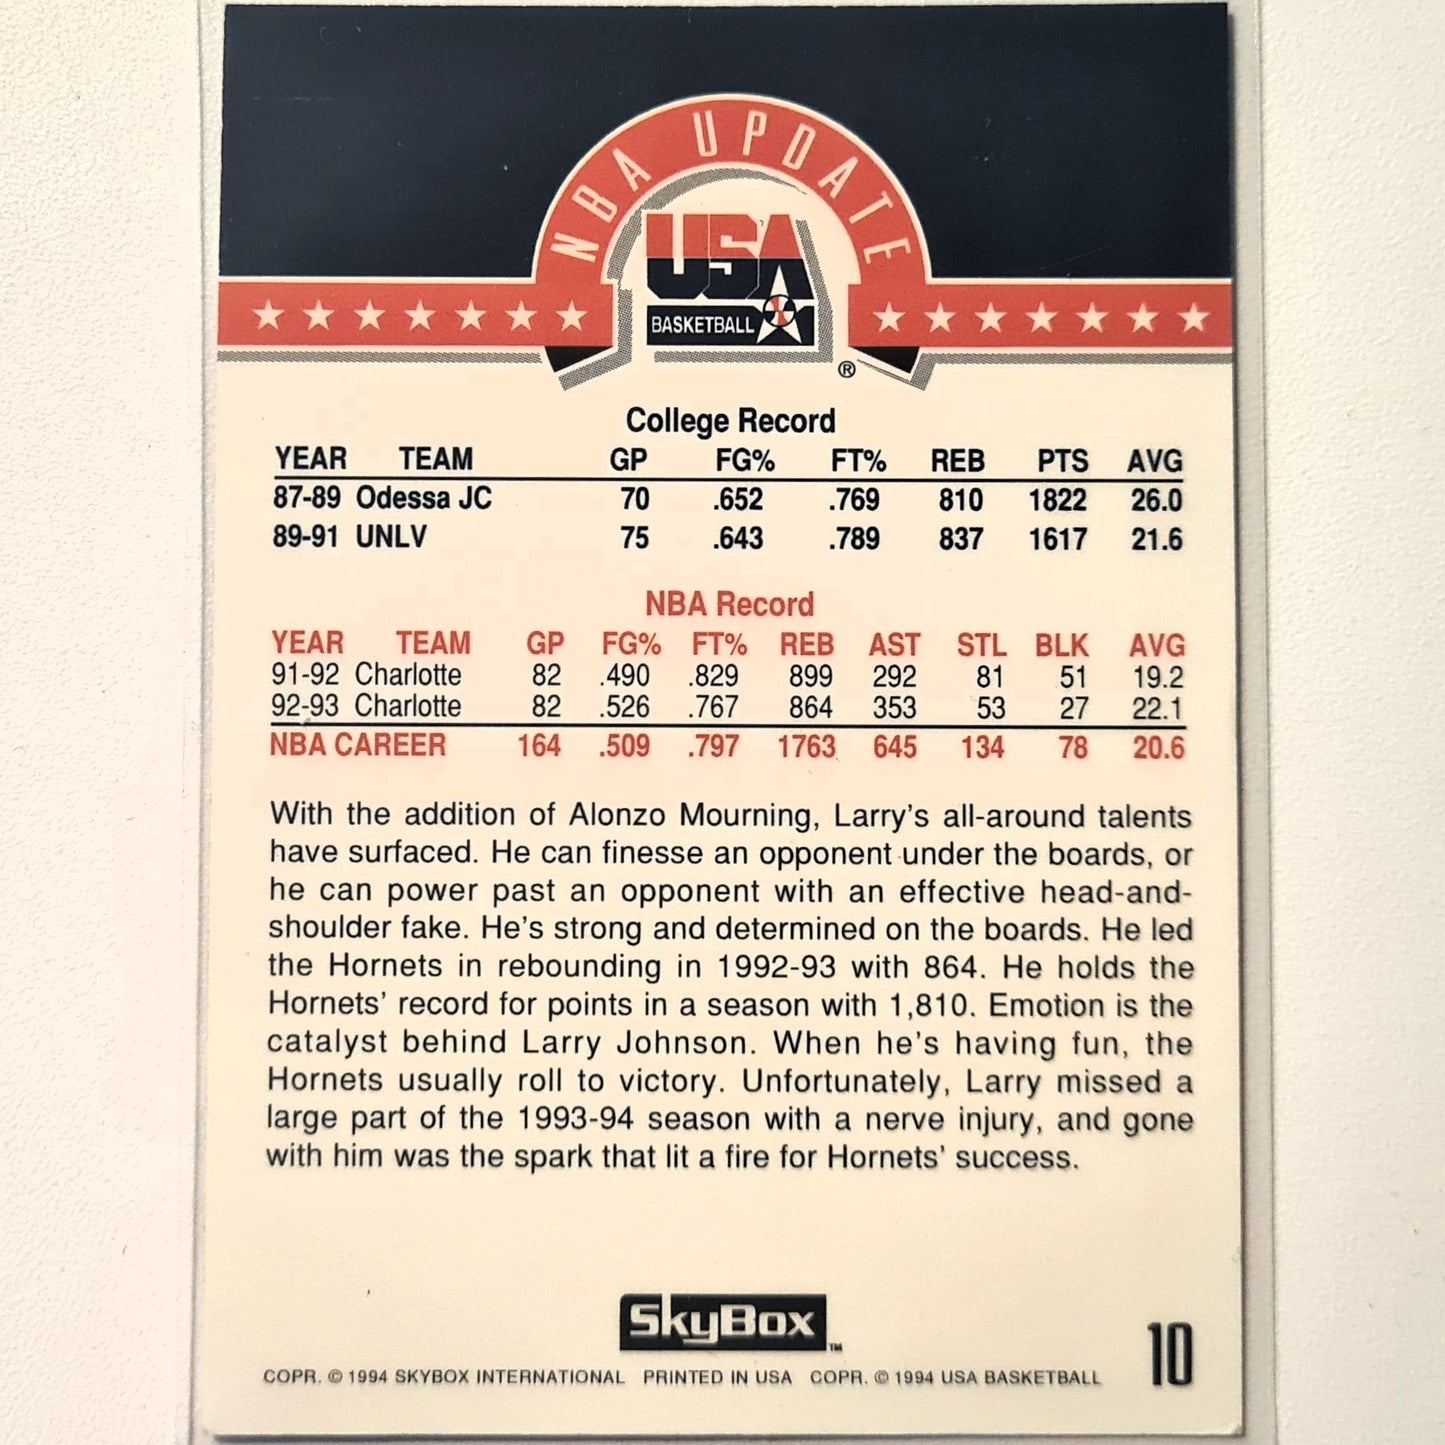 NBA UPDATE
USA
BASKETBALL
®
College Record
YEAR TEAM GP FG% FT% REB PTS AVG
87-89 Odessa JC 70 .652 .769 810 1822 26.0
89-91 UNLV 75 .643 .789 837 1617 21.6
NBA Record
YEAR TEAM GP FG% FT% REB AST STL BLK AVG
91-92 Charlotte 82 .490 .829 899 292 81 51 19.2
92-93 Charlotte 82 .526 .767 864 353 53 27 22.1
NBA CAREER 164 .509 .797 1763 645 134 78 20.6
With the addition of Alonzo Mourning, Larry's all-around talents
have surfaced. He can finesse an opponent under the boards, or
he can power past an opponent with an effective head-and-
shoulder fake. He's strong and determined on the boards. He led
the Hornets in rebounding in 1992-93 with 864. He holds the
Hornets' record for points in a season with 1,810. Emotion is the
catalyst behind Larry Johnson. When he's having fun, the
Hornets usually roll to victory. Unfortunately, Larry missed a
large part of the 1993-94 season with a nerve injury, and gone
with him was the spark that lit a fire for Hornets' success.
SkyBox™
10
COPR. © 1994 SKYBOX INTERNATIONAL PRINTED IN USA COPR. © 1994 USA BASKETBALL